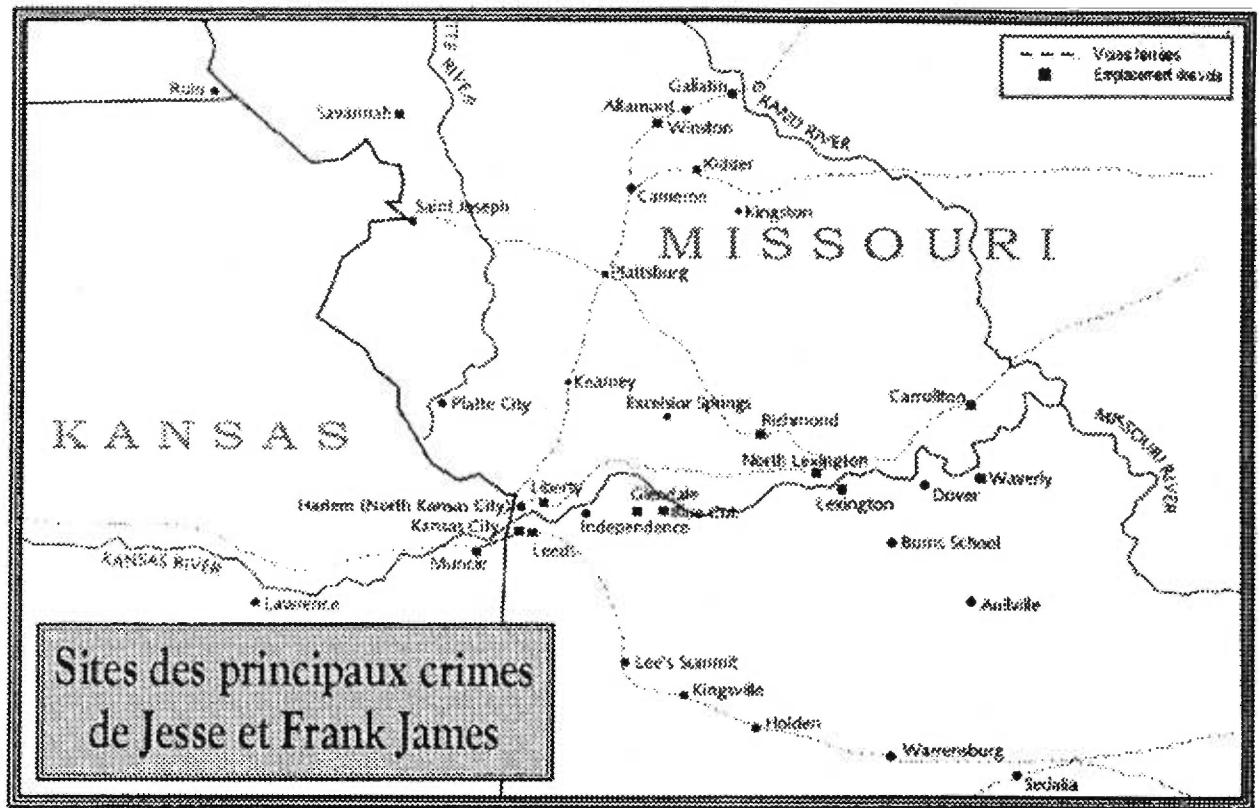 Voies ferrées
Emplacement des vols
Rulo
Savannah
RIVER
Gallatin
Altamont
Winston
GRAND RIVER
Kidder
Cameron
Kingston
Saint Joseph
MISSOURI
Plattsburg
Kearney
Platte City
Excelsior Springs
Carrollton
Richmond
KANSAS
MISSOURI RIVER
North Lexington
Waverly
Liberty
Glendale
Lexington
Dover
Harlem (North Kansas City)
Kansas City
Independence
Leeds
Muncie
Burns School
KANSAS RIVER
Lawrence
Aullville
Sites des principaux crimes
de Jesse et Frank James
Lee's Summit
Kingsville
Holden
Warrensburg
Sedalia